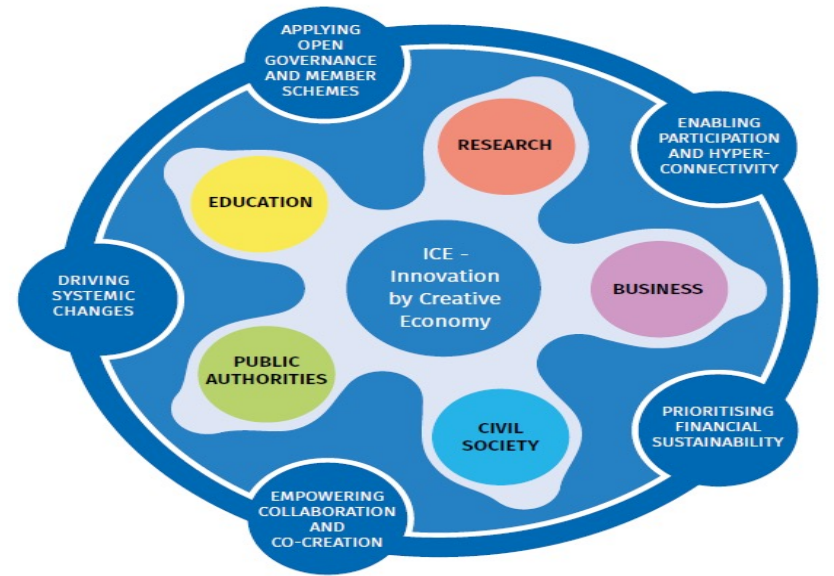 APPLYING
OPEN
GOVERNANCE
AND MEMBER
SCHEMES
ENABLING
PARTICIPATION
AND HYPER-
CONNECTIVITY
RESEARCH
EDUCATION
ICE -
Innovation
by Creative
Economy
BUSINESS
DRIVING
SYSTEMIC
CHANGES
PUBLIC
AUTHORITIES
CIVIL
SOCIETY
PRIORITISING
FINANCIAL
SUSTAINABILITY
EMPOWERING
COLLABORATION
AND
CO-CREATION